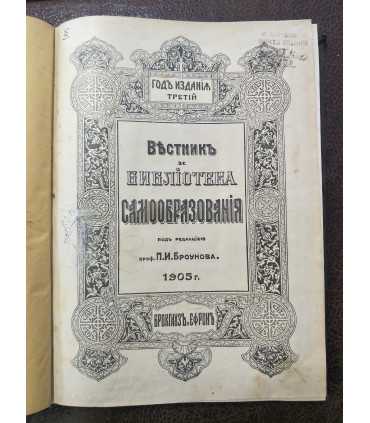 ГОДЪ ИЗДАНІЯ
ТРЕТІЙ
ВѢСТНИКЪ
И
БИБЛІОТЕКА
САМООБРАЗОВАНІЯ
ПОДЪ РЕДАКЦІЕЮ
ПРОФ. П.И.БРОУНОВА.
1905 г.
БРОКГАУЗЪ-ЕФРОНЪ